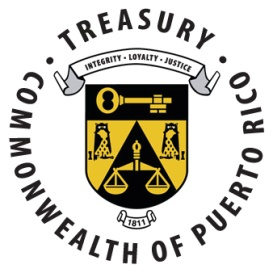 • TREASURY •
COMMONWEALTH OF PUERTO RICO
INTEGRITY • LOYALTY • JUSTICE
1811